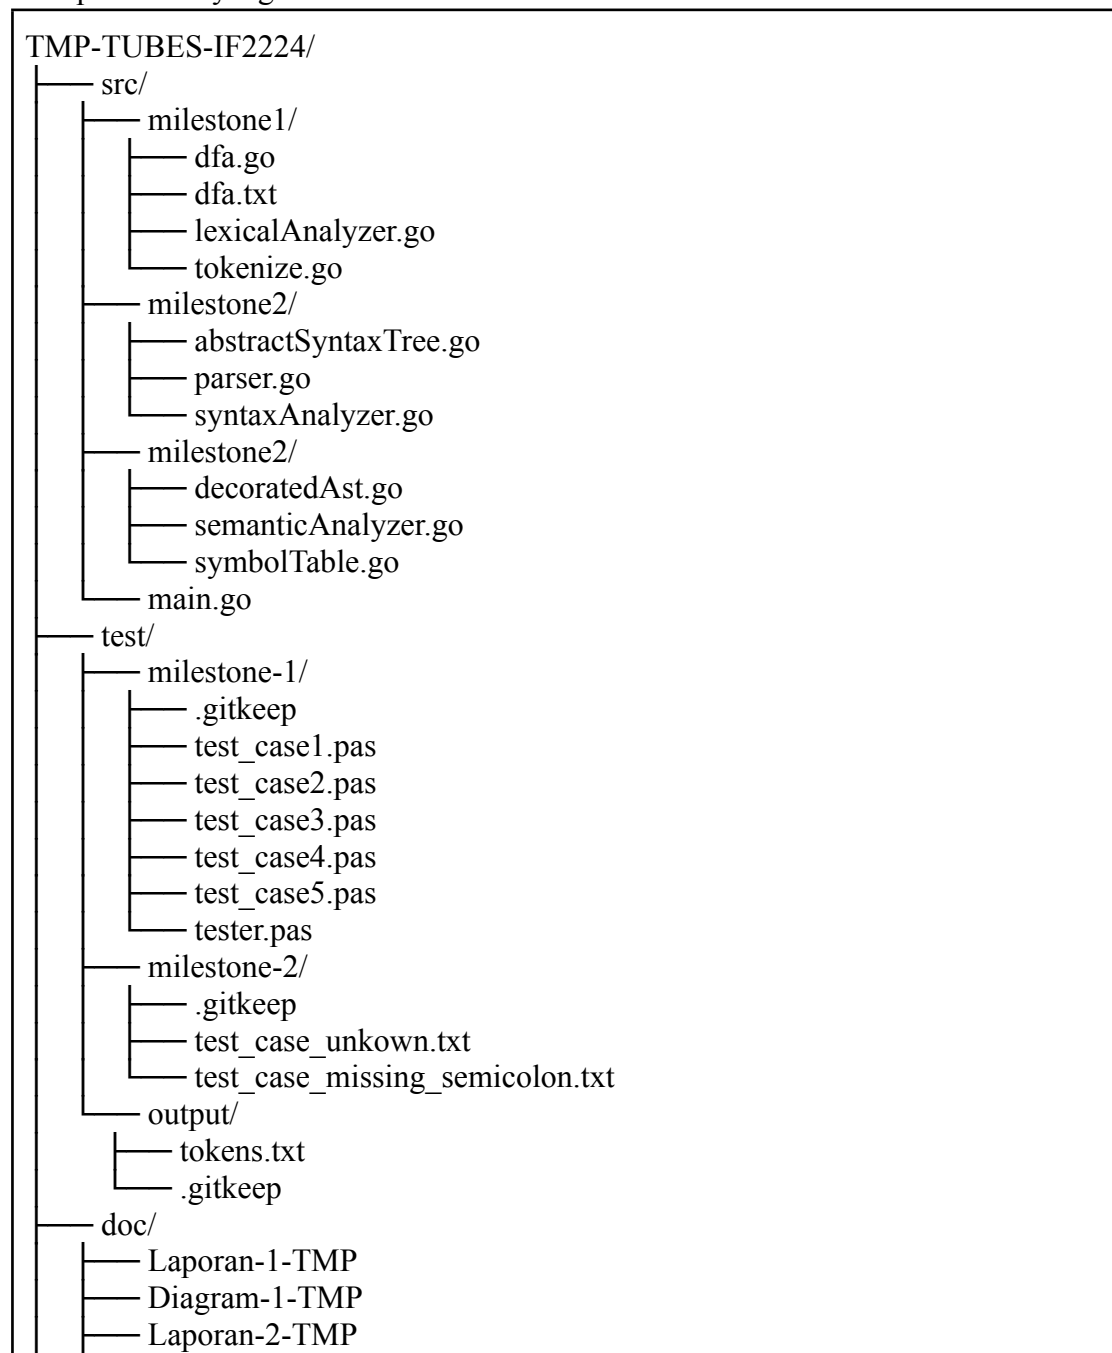 TMP-TUBES-IF2224/
├── src/
│   ├── milestone1/
│   │   ├── dfa.go
│   │   ├── dfa.txt
│   │   ├── lexicalAnalyzer.go
│   │   └── tokenize.go
│   ├── milestone2/
│   │   ├── abstractSyntaxTree.go
│   │   ├── parser.go
│   │   └── syntaxAnalyzer.go
│   ├── milestone2/
│   │   ├── decoratedAst.go
│   │   ├── semanticAnalyzer.go
│   │   └── symbolTable.go
│   └── main.go
├── test/
│   ├── milestone-1/
│   │   ├── .gitkeep
│   │   ├── test_case1.pas
│   │   ├── test_case2.pas
│   │   ├── test_case3.pas
│   │   ├── test_case4.pas
│   │   ├── test_case5.pas
│   │   └── tester.pas
│   ├── milestone-2/
│   │   ├── .gitkeep
│   │   ├── test_case_unkown.txt
│   │   └── test_case_missing_semicolon.txt
│   └── output/
│       ├── tokens.txt
│       └── .gitkeep
├── doc/
│   ├── Laporan-1-TMP
│   ├── Diagram-1-TMP
│   ├── Laporan-2-TMP